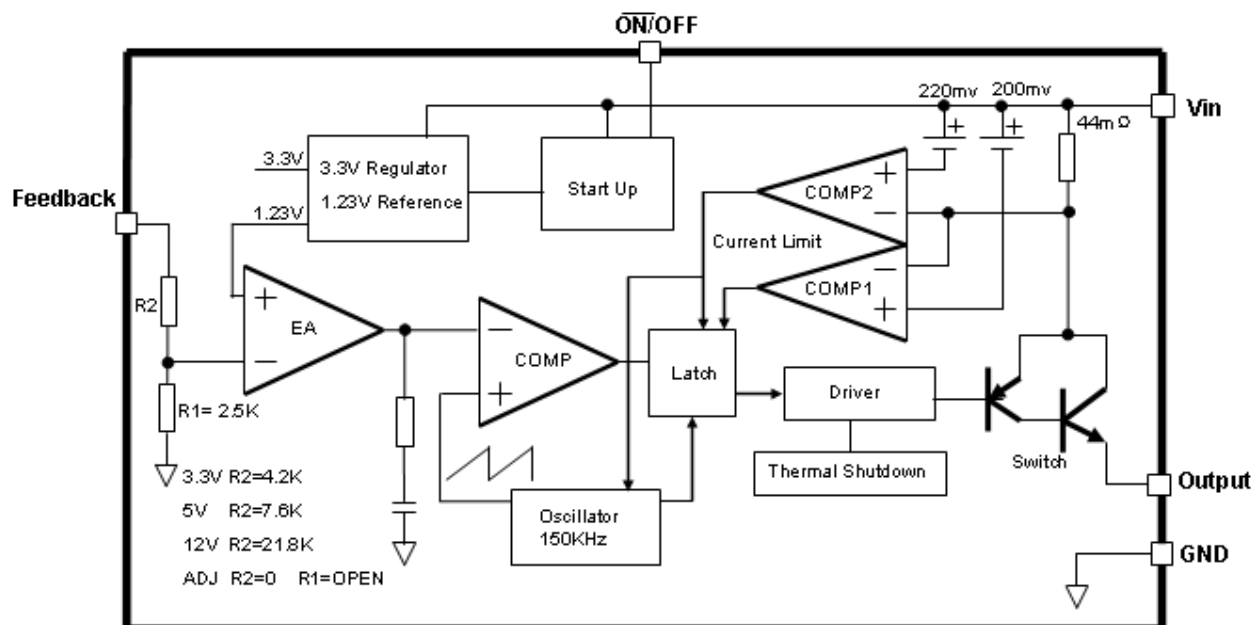 ON/OFF
220mv 200mv
Vin
44mΩ
3.3V
3.3V Regulator
1.23V Reference
Start Up
+
+
Feedback
1.23V
+
COMP2
−
Current Limit
−
COMP1
+
R2
+
EA
−
−
COMP
+
Latch
Driver
R1= 2.5K
Thermal Shutdown
Switch
Output
3.3V R2=4.2K
5V R2=7.6K
12V R2=21.8K
ADJ R2=0 R1=OPEN
Oscillator
150KHz
GND